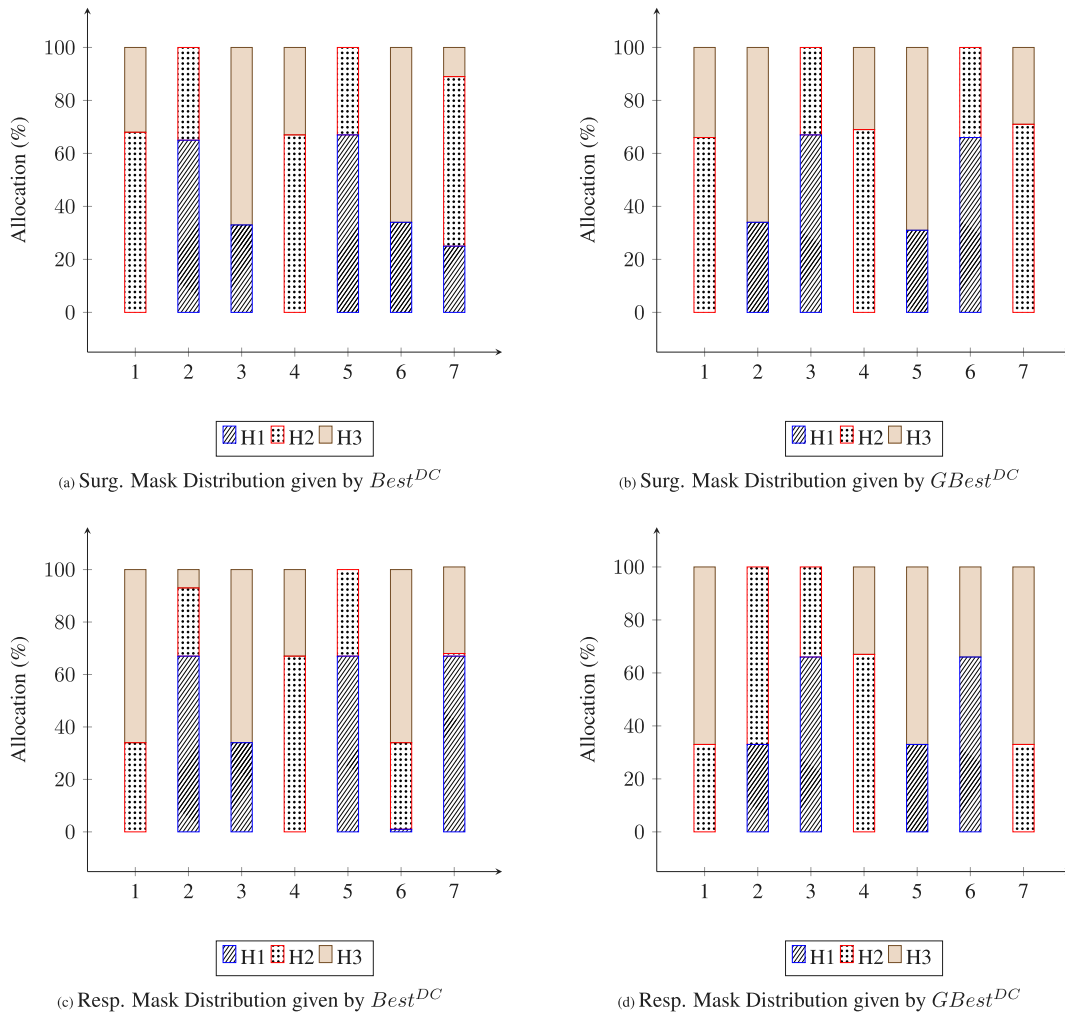 Allocation (%)
100
80
60
40
20
0
1 2 3 4 5 6 7
H1 H2 H3
(a) Surg. Mask Distribution given by Best^{DC}
Allocation (%)
100
80
60
40
20
0
1 2 3 4 5 6 7
H1 H2 H3
(b) Surg. Mask Distribution given by GBest^{DC}
Allocation (%)
100
80
60
40
20
0
1 2 3 4 5 6 7
H1 H2 H3
(c) Resp. Mask Distribution given by Best^{DC}
Allocation (%)
100
80
60
40
20
0
1 2 3 4 5 6 7
H1 H2 H3
(d) Resp. Mask Distribution given by GBest^{DC}